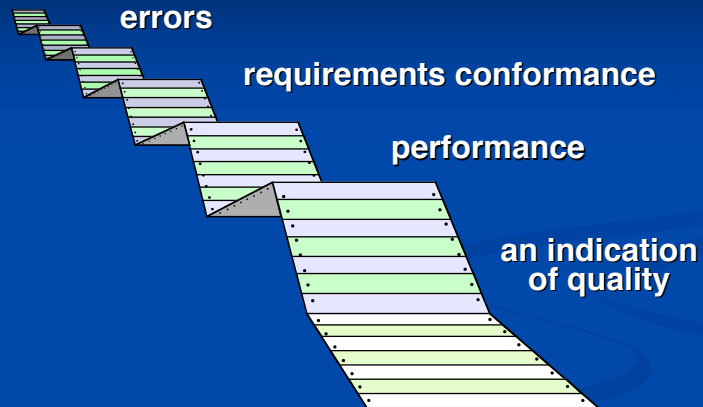 errors
requirements conformance
performance
an indication
of quality